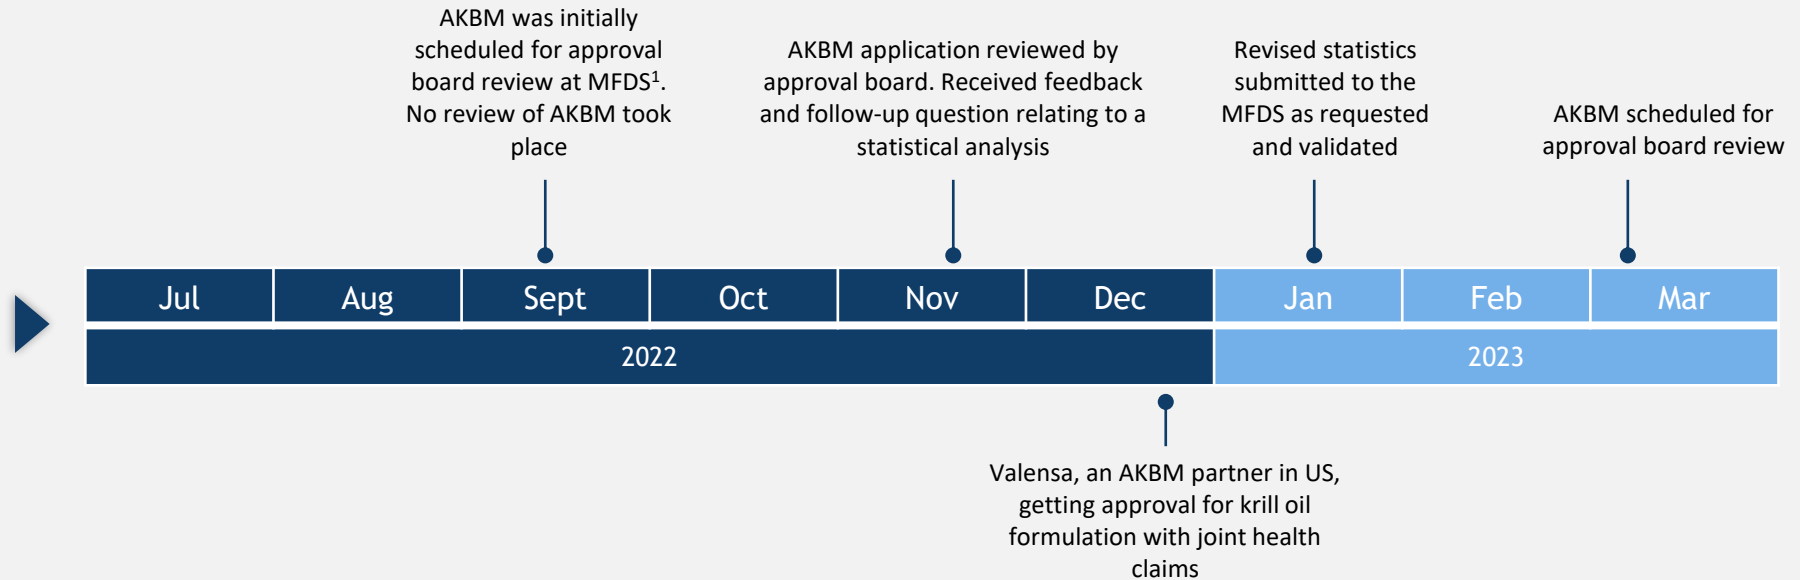 AKBM was initially
scheduled for approval
board review at MFDS¹.
No review of AKBM took
place
AKBM application reviewed by
approval board. Received feedback
and follow-up question relating to a
statistical analysis
Revised statistics
submitted to the
MFDS as requested
and validated
AKBM scheduled for
approval board review
Jul Aug Sept Oct Nov Dec Jan Feb Mar
2022 2023
Valensa, an AKBM partner in US,
getting approval for krill oil
formulation with joint health
claims